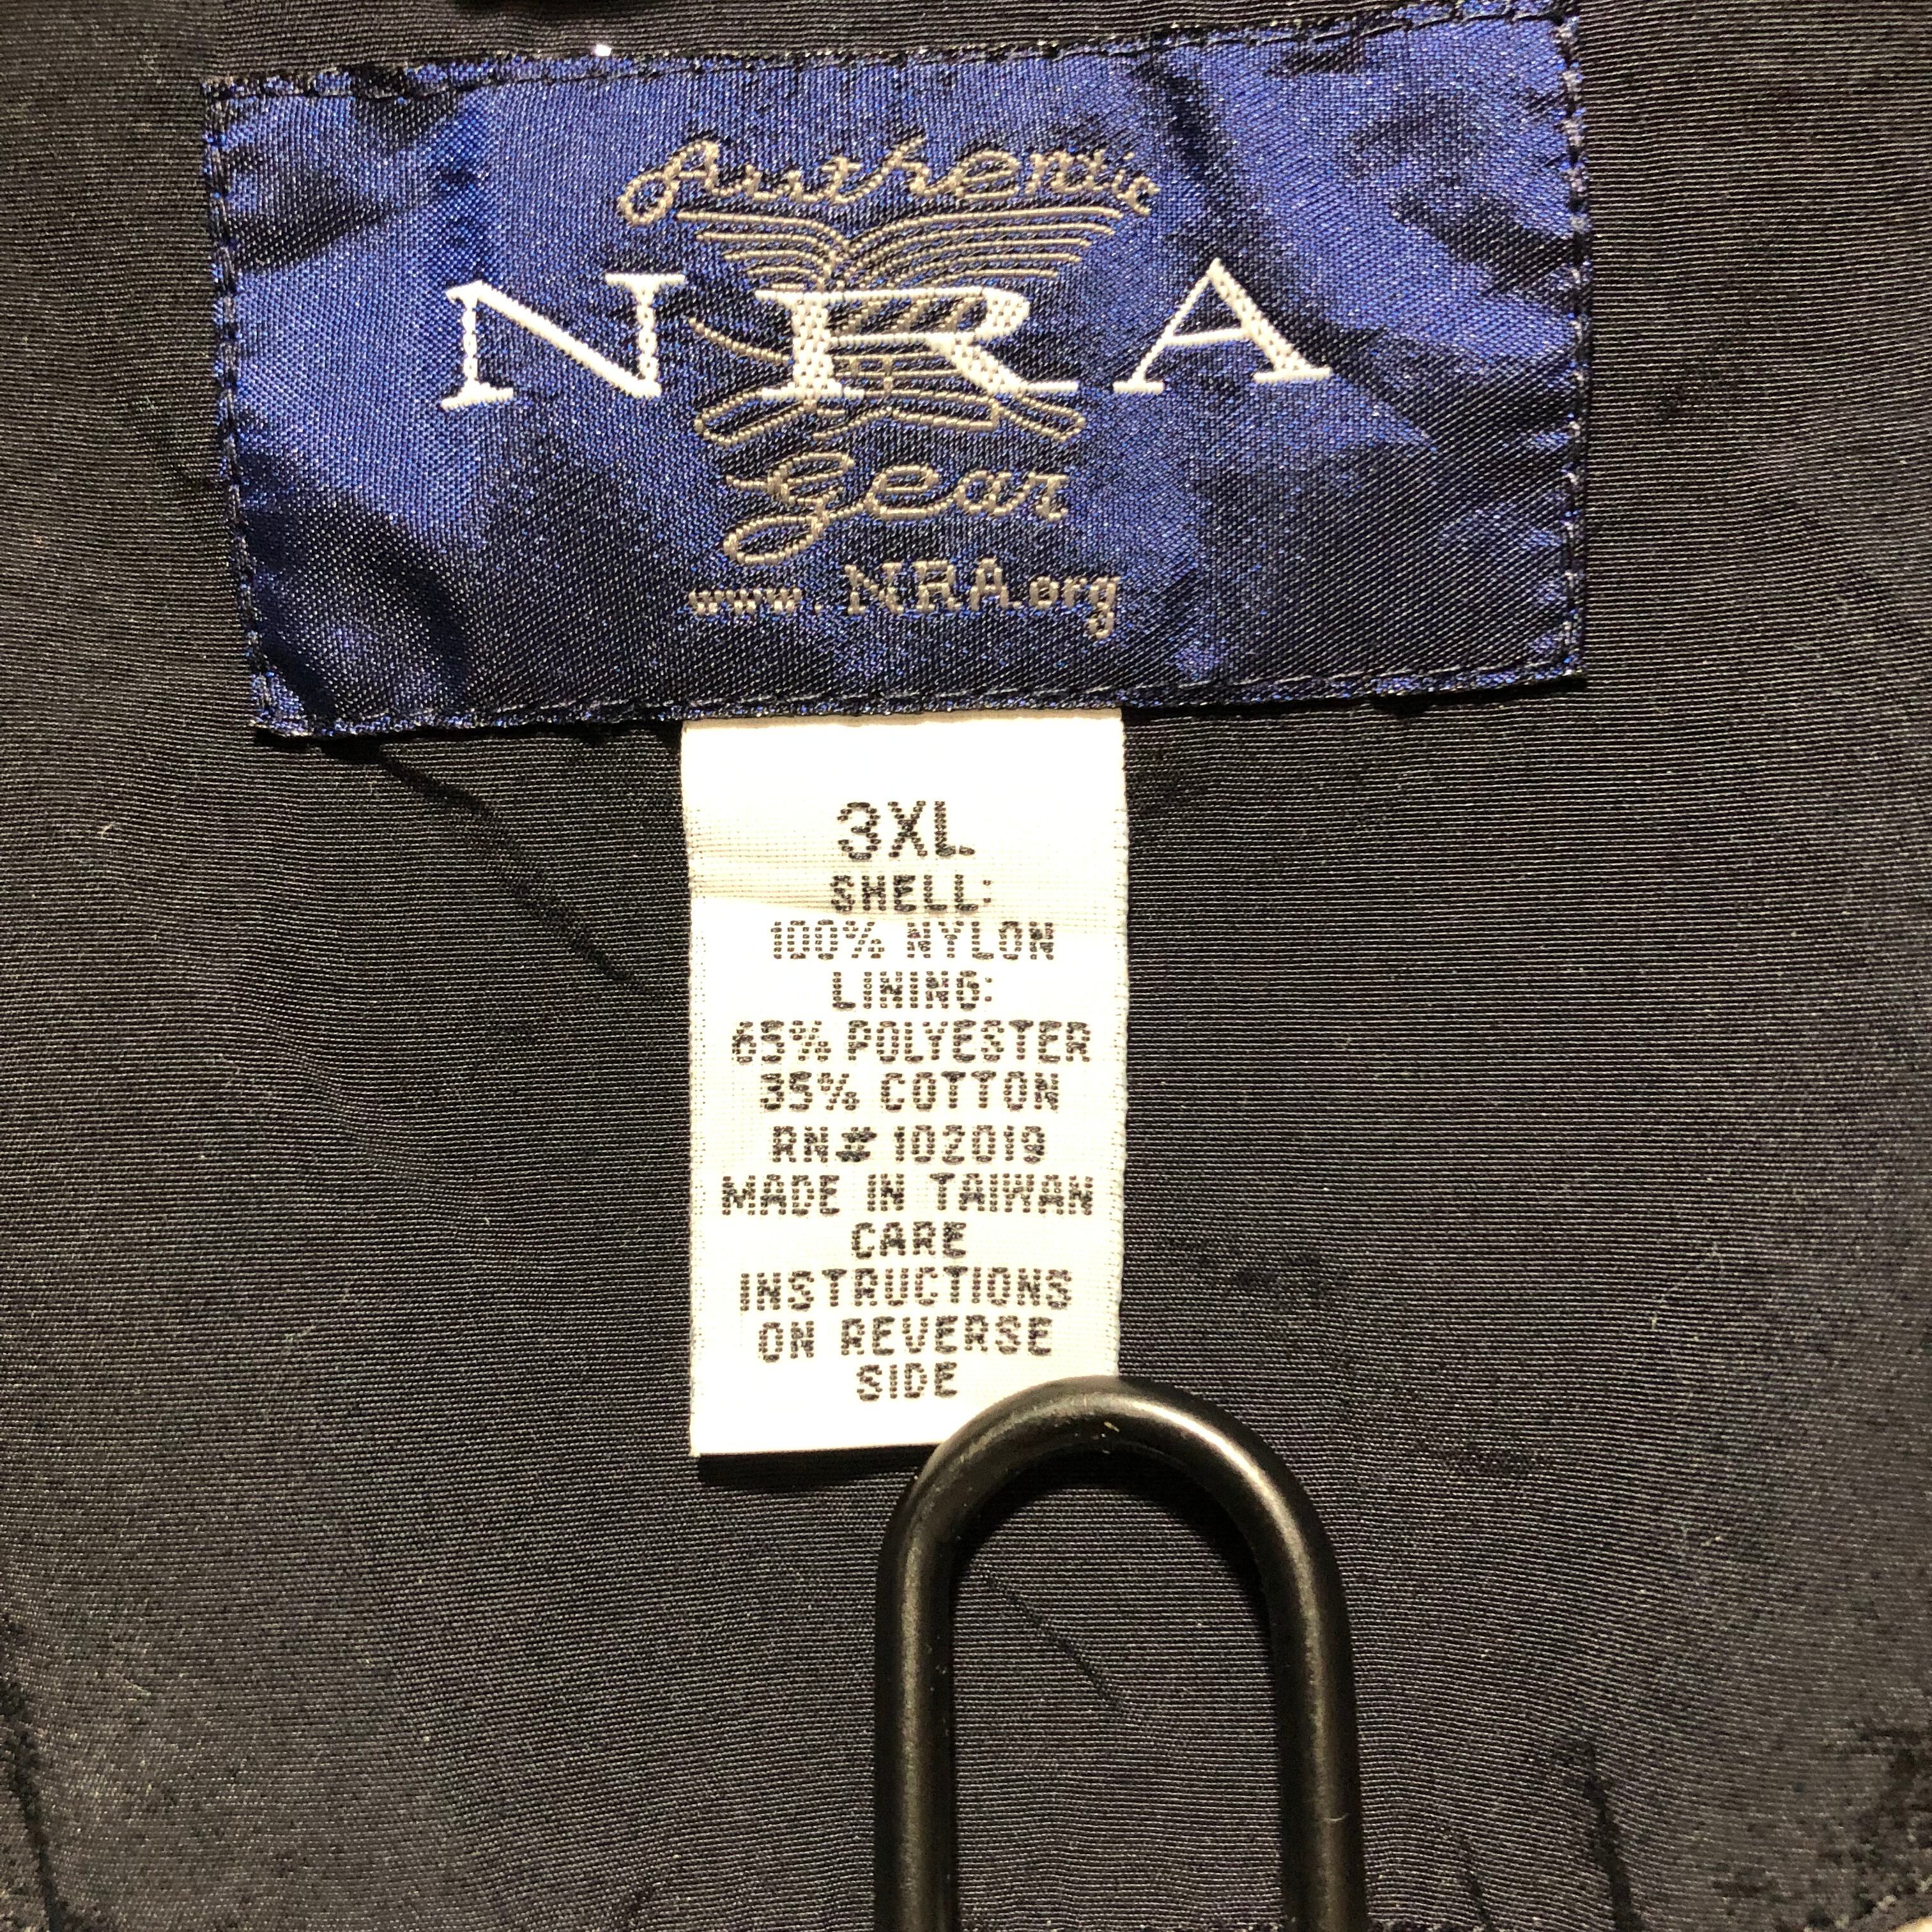 Authentic
NRA
Gear
www.NRA.org
3XL
SHELL:
100% NYLON
LINING:
65% POLYESTER
35% COTTON
RN# 102019
MADE IN TAIWAN
CARE
INSTRUCTIONS
ON REVERSE
SIDE